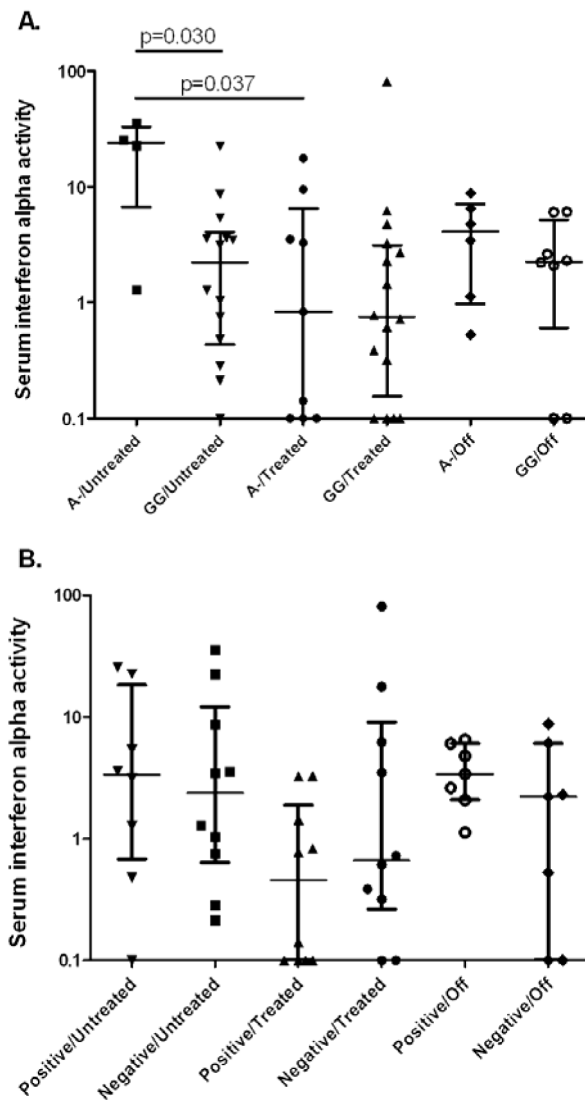 A.
p=0.030
p=0.037
Serum interferon alpha activity
100
10
1
0.1
A-/Untreated
GG/Untreated
A-/Treated
GG/Treated
A-/Off
GG/Off
B.
Serum interferon alpha activity
100
10
1
0.1
Positive/Untreated
Negative/Untreated
Positive/Treated
Negative/Treated
Positive/Off
Negative/Off